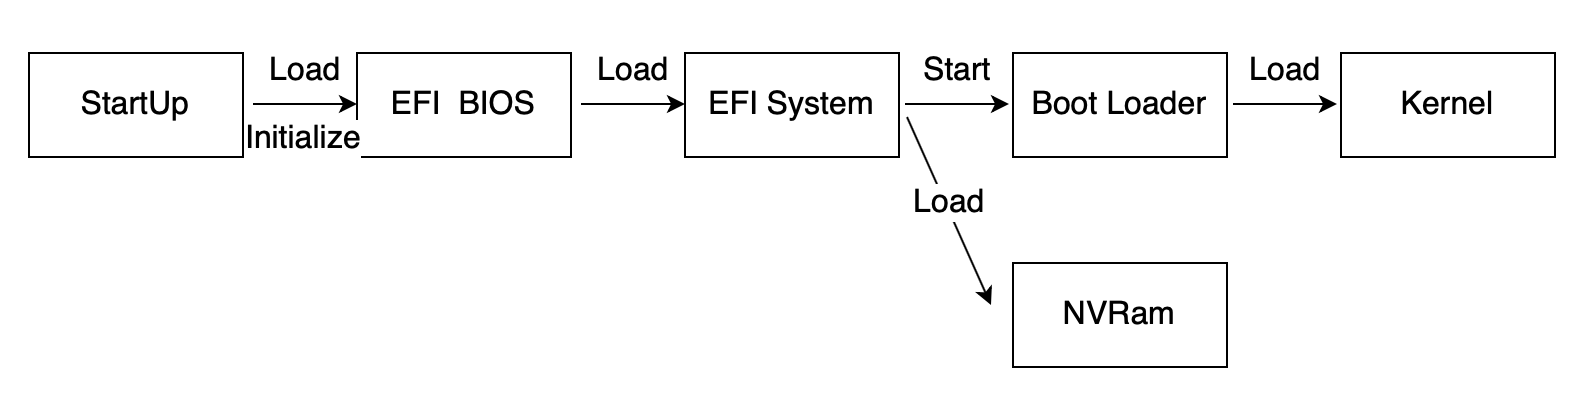 Load
Load
Start
Load
StartUp
EFI  BIOS
EFI System
Boot Loader
Kernel
Initialize
Load
NVRam